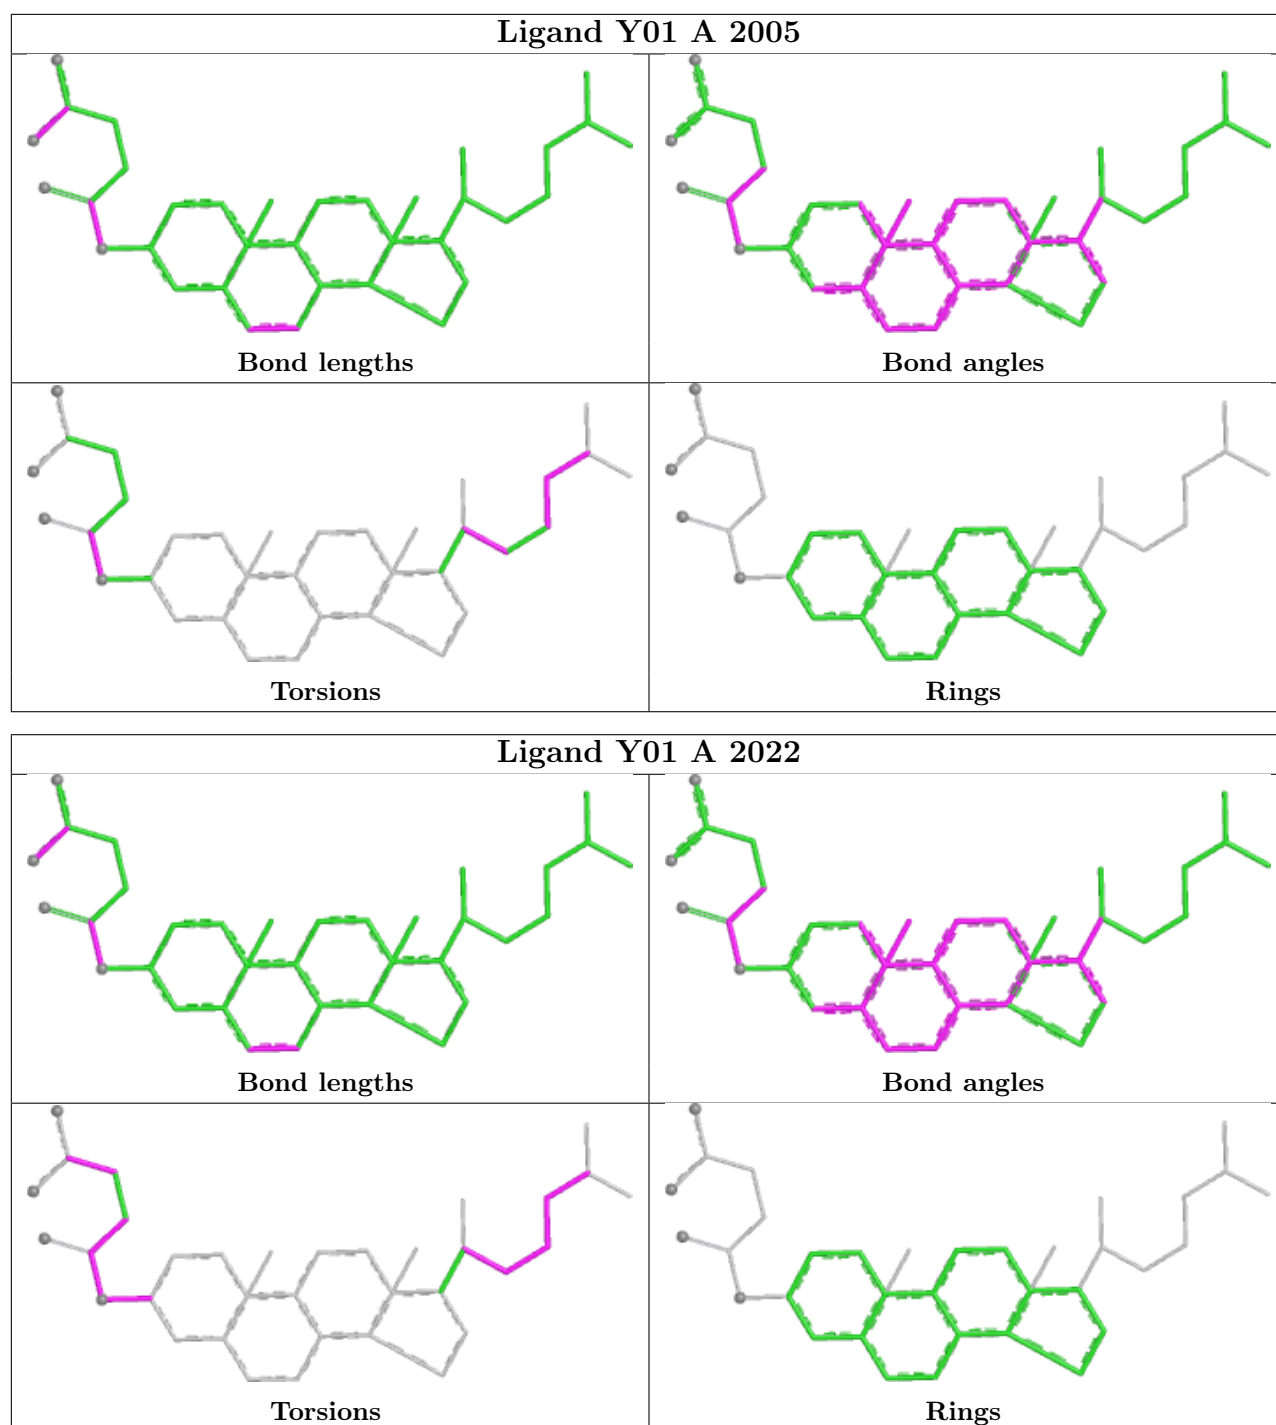 Ligand Y01 A 2005
Bond lengths
Bond angles
Torsions
Rings
Ligand Y01 A 2022
Bond lengths
Bond angles
Torsions
Rings